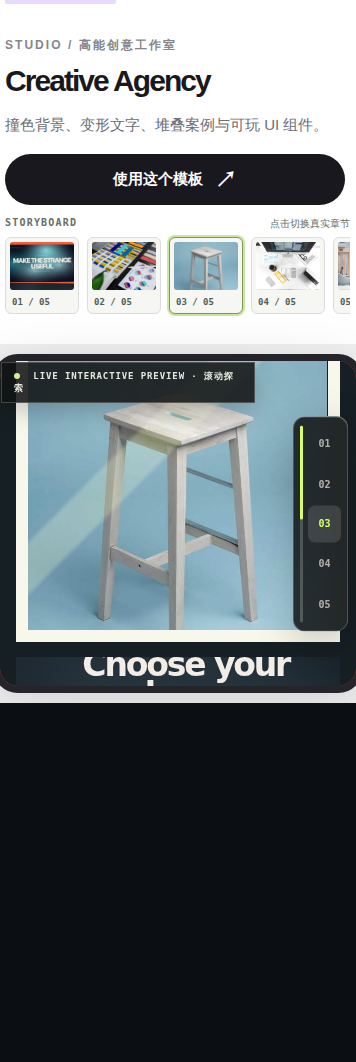 STUDIO / 高能创意工作室
Creative Agency
撞色背景、变形文字、堆叠案例与可玩 UI 组件。
使用这个模板 ↗
STORYBOARD
点击切换真实章节
MAKE THE STRANGE
USEFUL
01 / 05
02 / 05
03 / 05
04 / 05
05
LIVE INTERACTIVE PREVIEW · 滚动探
索
01
02
03
04
05
Choose your